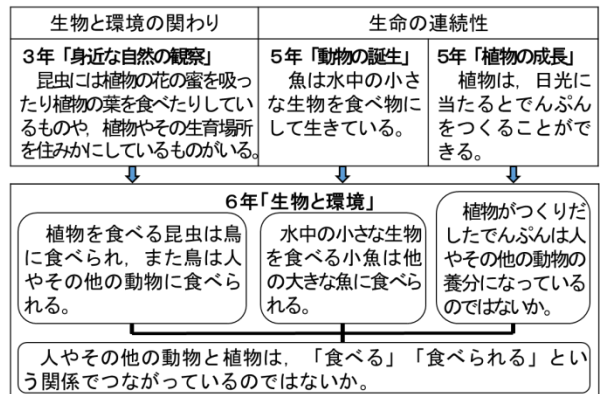 生物と環境の関わり
生命の連続性
3年「身近な自然の観察」
昆虫には植物の花の蜜を吸っ
たり植物の葉を食べたりしてい
るものや，植物やその生育場所
を住みかにしているものがいる。
5年「動物の誕生」
魚は水中の小さ
な生物を食べ物に
して生きている。
5年「植物の成長」
植物は，日光に
当たるとでんぷん
をつくることがで
きる。
6年「生物と環境」
植物を食べる昆虫は鳥
に食べられ，また鳥は人
やその他の動物に食べら
れる。
水中の小さな生物
を食べる小魚は他
の大きな魚に食べら
れる。
植物がつくりだ
したでんぷんは人
やその他の動物の
養分になっている
のではないか。
人やその他の動物と植物は，「食べる」「食べられる」とい
う関係でつながっているのではないか。